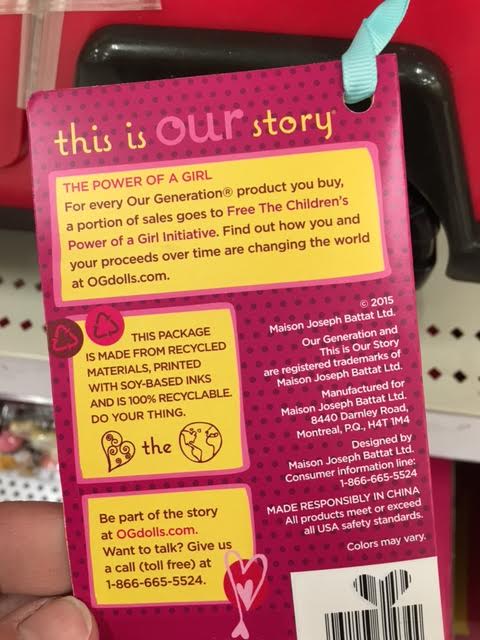 this is our story
THE POWER OF A GIRL
For every Our Generation® product you buy,
a portion of sales goes to Free The Children's
Power of a Girl Initiative. Find out how you and
your proceeds over time are changing the world
at OGdolls.com.
THIS PACKAGE
IS MADE FROM RECYCLED
MATERIALS, PRINTED
WITH SOY-BASED INKS
AND IS 100% RECYCLABLE.
DO YOUR THING.
the
Be part of the story
at OGdolls.com.
Want to talk? Give us
a call (toll free) at
1-866-665-5524.
© 2015
Maison Joseph Battat Ltd.
Our Generation and
This is Our Story
are registered trademarks of
Maison Joseph Battat Ltd.
Manufactured for
Maison Joseph Battat Ltd.
8440 Darnley Road,
Montreal, P.Q., H4T 1M4
Designed by
Maison Joseph Battat Ltd.
Consumer information line:
1-866-665-5524
MADE RESPONSIBLY IN CHINA
All products meet or exceed
all USA safety standards.
Colors may vary.